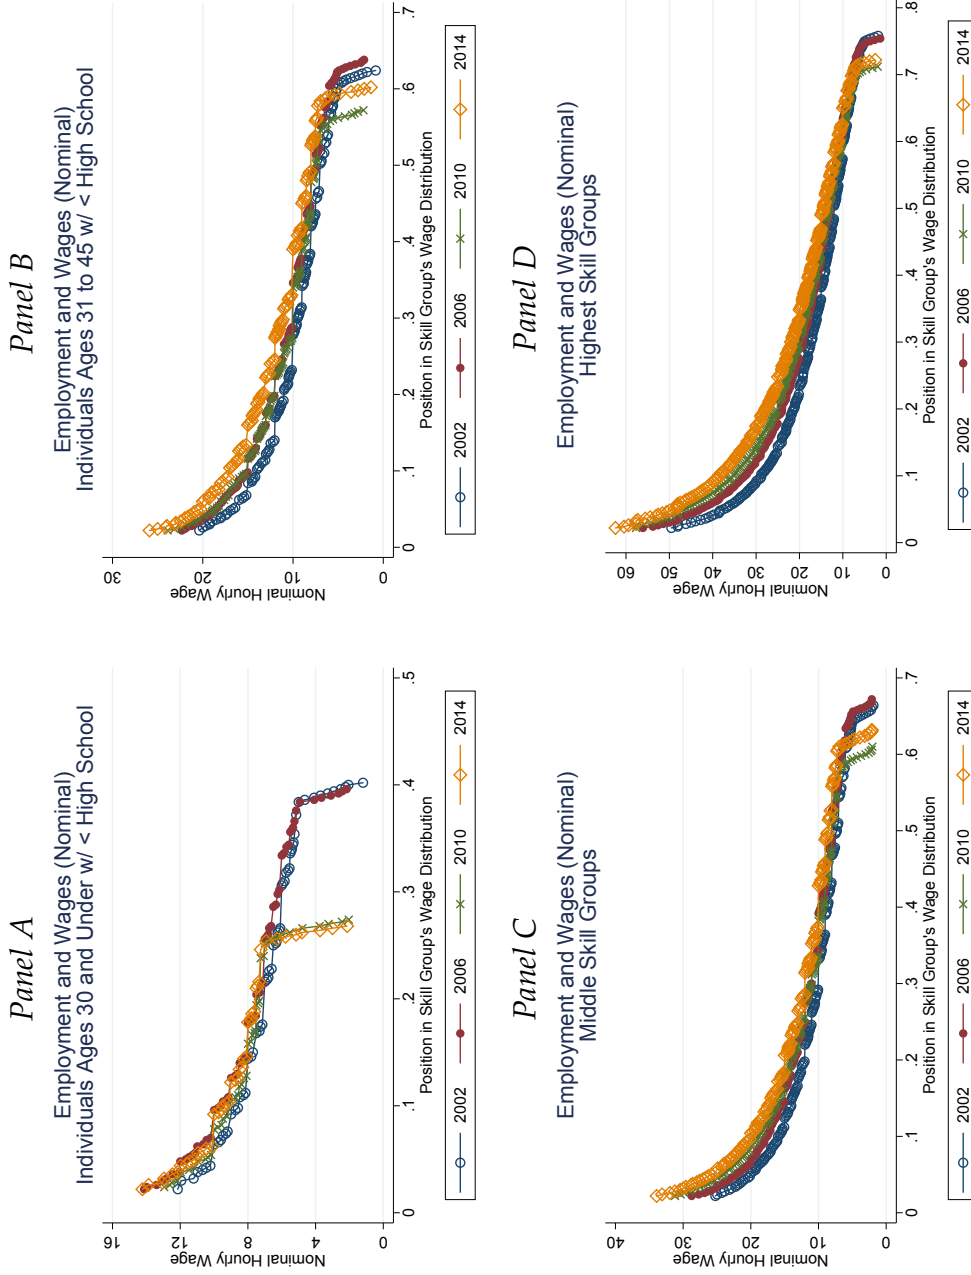 Panel A
Employment and Wages (Nominal)
Individuals Ages 30 and Under w/ < High School
Nominal Hourly Wage
16
12
8
4
0
0 .1 .2 .3 .4 .5
Position in Skill Group's Wage Distribution
2002 2006 2010 2014
Panel B
Employment and Wages (Nominal)
Individuals Ages 31 to 45 w/ < High School
Nominal Hourly Wage
30
20
10
0
0 .1 .2 .3 .4 .5 .6 .7
Position in Skill Group's Wage Distribution
2002 2006 2010 2014
Panel C
Employment and Wages (Nominal)
Middle Skill Groups
Nominal Hourly Wage
40
30
20
10
0
0 .1 .2 .3 .4 .5 .6 .7
Position in Skill Group's Wage Distribution
2002 2006 2010 2014
Panel D
Employment and Wages (Nominal)
Highest Skill Groups
Nominal Hourly Wage
60
50
40
30
20
10
0
0 .1 .2 .3 .4 .5 .6 .7 .8
Position in Skill Group's Wage Distribution
2002 2006 2010 2014